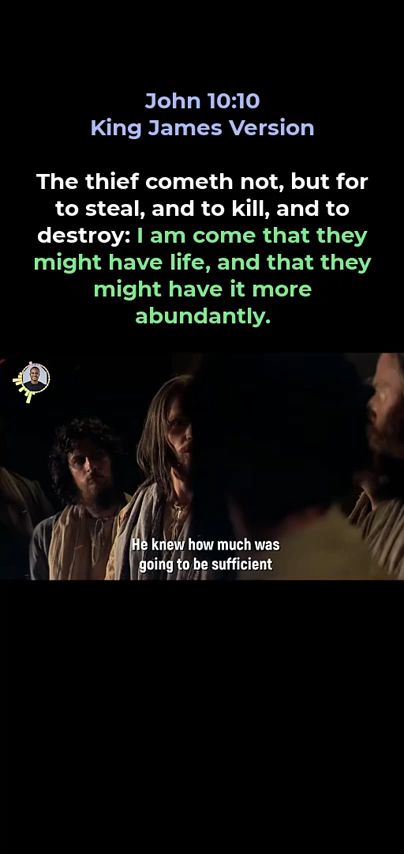 John 10:10
King James Version
The thief cometh not, but for
to steal, and to kill, and to
destroy: I am come that they
might have life, and that they
might have it more
abundantly.
He knew how much was
going to be sufficient